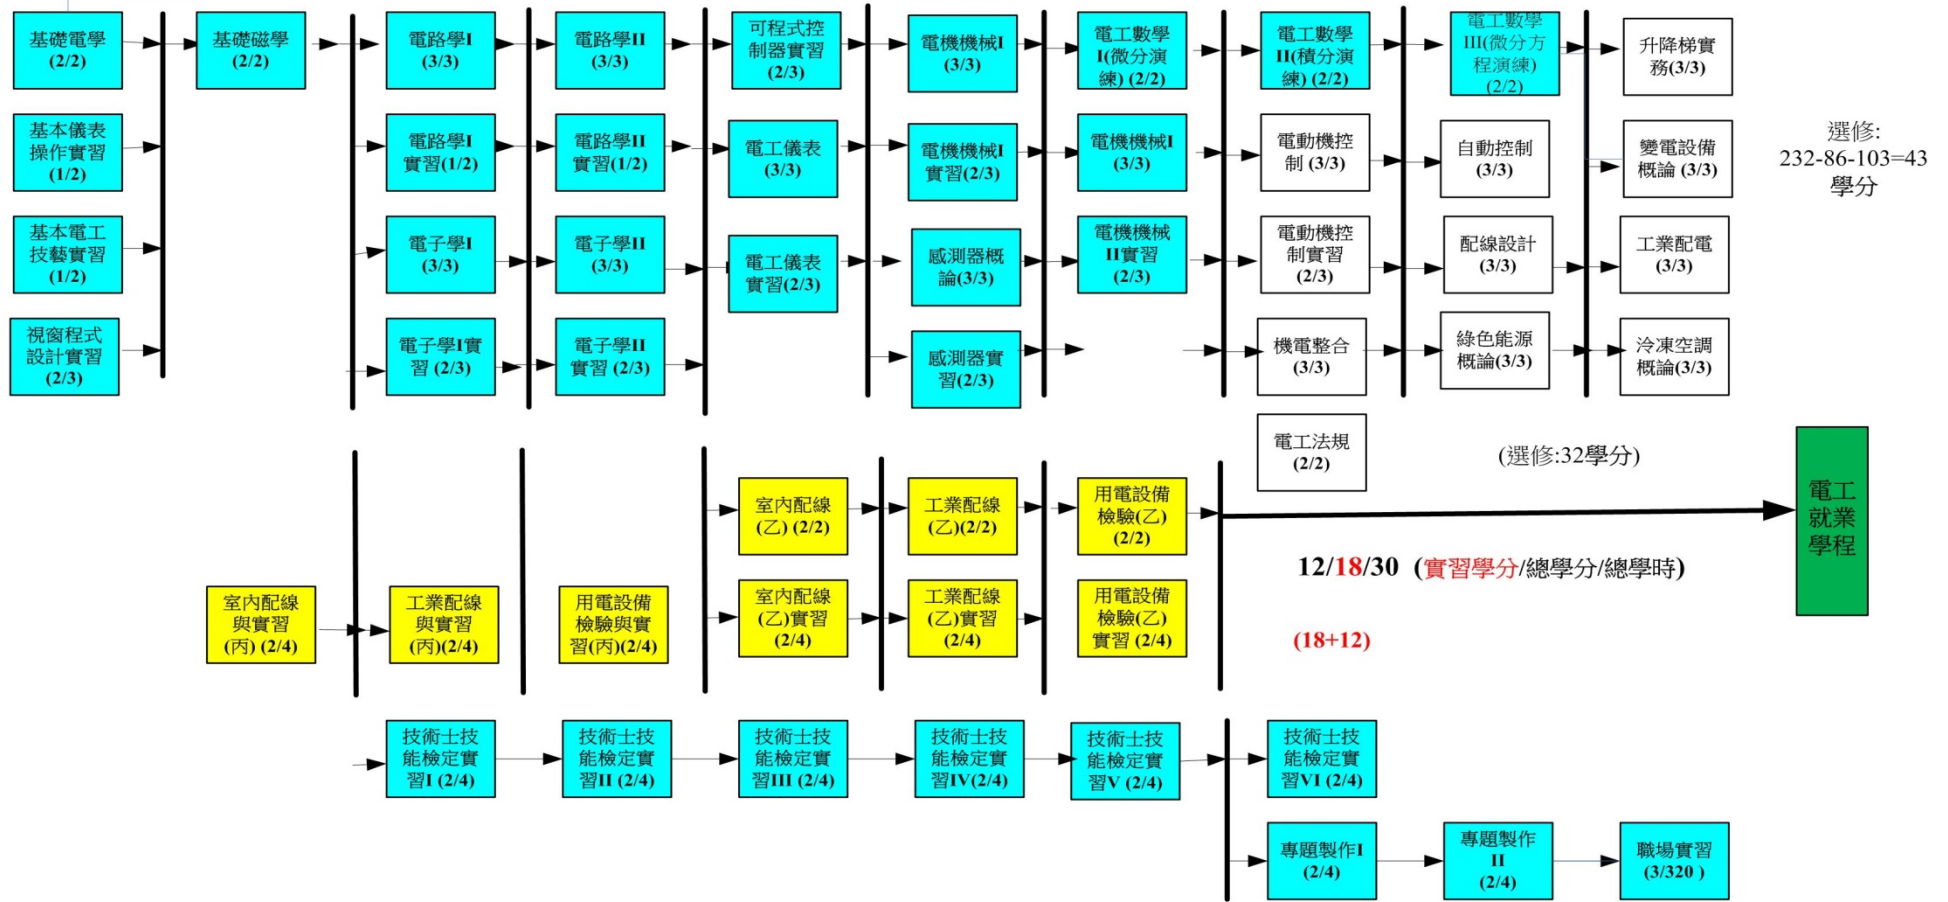 基礎電學
(2/2)
基礎磁學
(2/2)
電路學I
(3/3)
電路學II
(3/3)
可程式控
制器實習
(2/3)
電機機械I
(3/3)
電工數學
I(微分演
練) (2/2)
電工數學
II(積分演
練) (2/2)
電工數學
III(微分方
程演練)
(2/2)
升降梯實
務(3/3)
基本儀表
操作實習
(1/2)
電路學I
實習(1/2)
電路學II
實習(1/2)
電工儀表
(3/3)
電機機械I
實習(2/3)
電機機械I
(3/3)
電動機控
制 (3/3)
自動控制
(3/3)
變電設備
概論 (3/3)
選修:
232-86-103=43
學分
基本電工
技藝實習
(1/2)
電子學I
(3/3)
電子學II
(3/3)
電工儀表
實習(2/3)
感測器概
論(3/3)
電機機械
II實習
(2/3)
電動機控
制實習
(2/3)
配線設計
(3/3)
工業配電
(3/3)
視窗程式
設計實習
(2/3)
電子學I實
習 (2/3)
電子學II
實習 (2/3)
感測器實
習(2/3)
機電整合
(3/3)
綠色能源
概論(3/3)
冷凍空調
概論(3/3)
電工法規
(2/2)
(選修:32學分)
室內配線
(乙) (2/2)
工業配線
(乙)(2/2)
用電設備
檢驗(乙)
(2/2)
電工
就業
學程
12/18/30 (實習學分/總學分/總學時)
室內配線
與實習
(丙) (2/4)
工業配線
與實習
(丙)(2/4)
用電設備
檢驗與實
習(丙)(2/4)
室內配線
(乙)實習
(2/4)
工業配線
(乙)實習
(2/4)
用電設備
檢驗(乙)
實習 (2/4)
(18+12)
技術士技
能檢定實
習I (2/4)
技術士技
能檢定實
習II (2/4)
技術士技
能檢定實
習III (2/4)
技術士技
能檢定實
習IV(2/4)
技術士技
能檢定實
習V (2/4)
技術士技
能檢定實
習VI (2/4)
專題製作I
(2/4)
專題製作
II
(2/4)
職場實習
(3/320 )